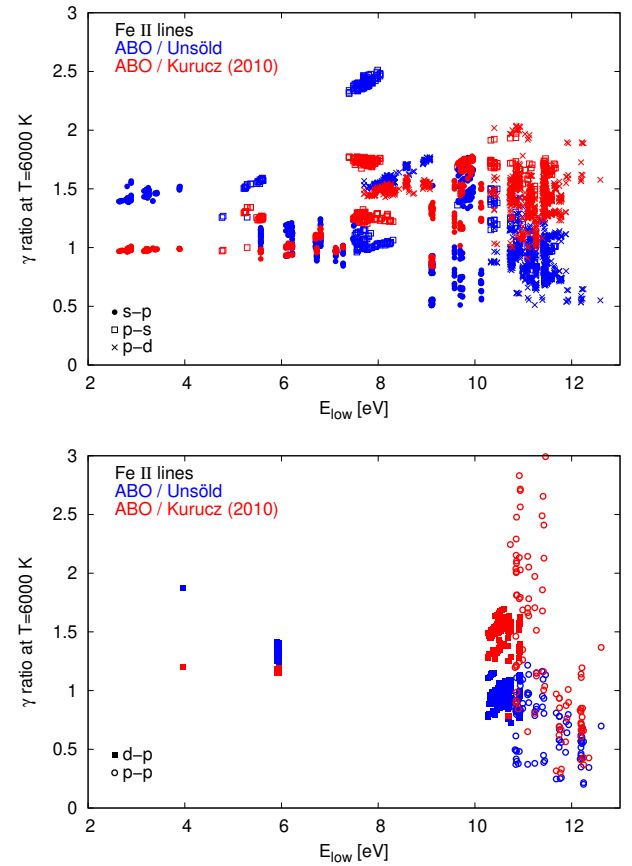 3
Fe II lines
ABO / Unsöld
ABO / Kurucz (2010)
2.5
2
1.5
1
0.5
0
γ ratio at T=6000 K
s−p
p−s
p−d
2 4 6 8 10 12
E_low [eV]
3
Fe II lines
ABO / Unsöld
ABO / Kurucz (2010)
2.5
2
1.5
1
0.5
0
γ ratio at T=6000 K
d−p
p−p
2 4 6 8 10 12
E_low [eV]